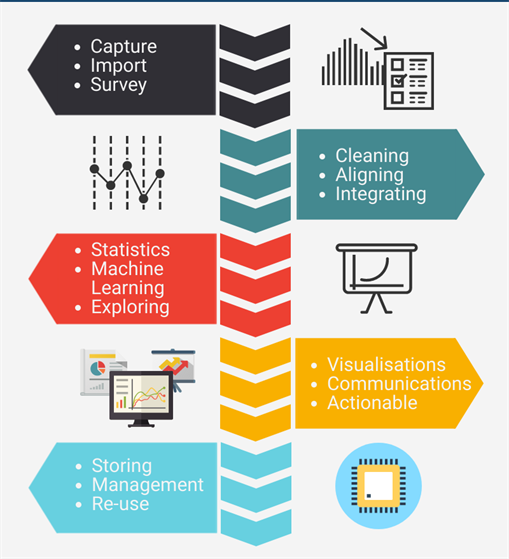 • Capture
• Import
• Survey
• Cleaning
• Aligning
• Integrating
• Statistics
• Machine
Learning
• Exploring
• Visualisations
• Communications
• Actionable
• Storing
• Management
• Re-use